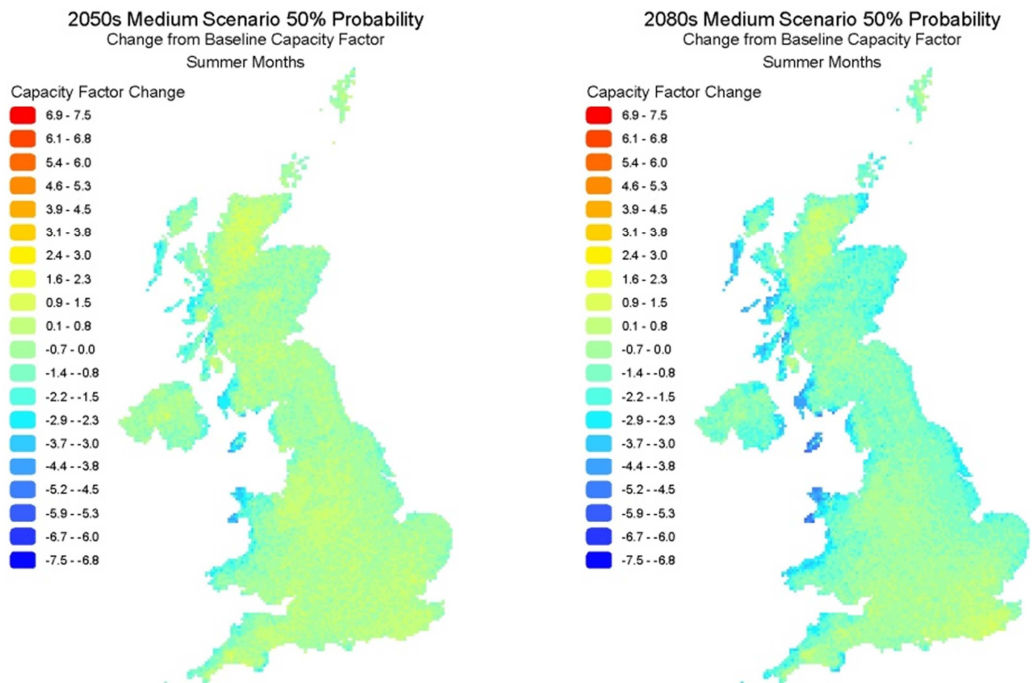 2050s Medium Scenario 50% Probability
Change from Baseline Capacity Factor
Summer Months
Capacity Factor Change
6.9 - 7.5
6.1 - 6.8
5.4 - 6.0
4.6 - 5.3
3.9 - 4.5
3.1 - 3.8
2.4 - 3.0
1.6 - 2.3
0.9 - 1.5
0.1 - 0.8
-0.7 - 0.0
-1.4 - -0.8
-2.2 - -1.5
-2.9 - -2.3
-3.7 - -3.0
-4.4 - -3.8
-5.2 - -4.5
-5.9 - -5.3
-6.7 - -6.0
-7.5 - -6.8
2080s Medium Scenario 50% Probability
Change from Baseline Capacity Factor
Summer Months
Capacity Factor Change
6.9 - 7.5
6.1 - 6.8
5.4 - 6.0
4.6 - 5.3
3.9 - 4.5
3.1 - 3.8
2.4 - 3.0
1.6 - 2.3
0.9 - 1.5
0.1 - 0.8
-0.7 - 0.0
-1.4 - -0.8
-2.2 - -1.5
-2.9 - -2.3
-3.7 - -3.0
-4.4 - -3.8
-5.2 - -4.5
-5.9 - -5.3
-6.7 - -6.0
-7.5 - -6.8